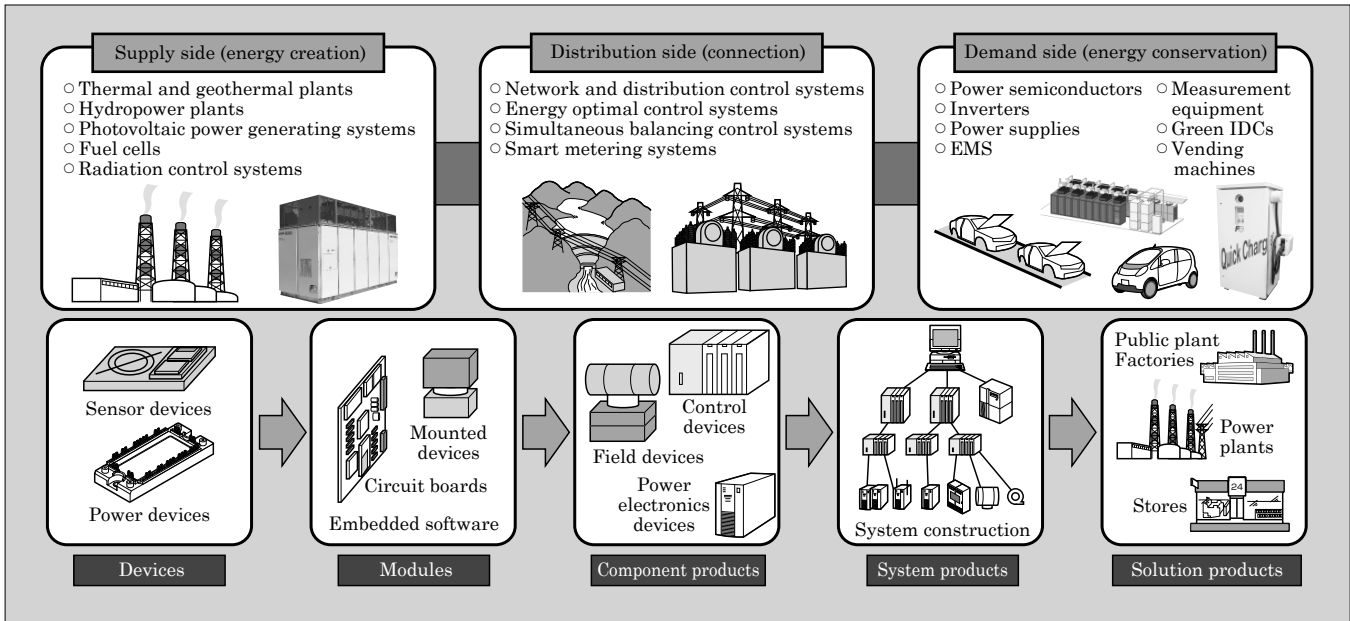 Supply side (energy creation)
○ Thermal and geothermal plants
○ Hydropower plants
○ Photovoltaic power generating systems
○ Fuel cells
○ Radiation control systems
Distribution side (connection)
○ Network and distribution control systems
○ Energy optimal control systems
○ Simultaneous balancing control systems
○ Smart metering systems
Demand side (energy conservation)
○ Power semiconductors
○ Inverters
○ Power supplies
○ EMS
○ Measurement
equipment
○ Green IDCs
○ Vending
machines
Quick Charg
Sensor devices
Power devices
Devices
Mounted
devices
Circuit boards
Embedded software
Modules
Control
devices
Field devices
Power
electronics
devices
Component products
System construction
System products
Public plant
Factories
Power
plants
24
Stores
Solution products